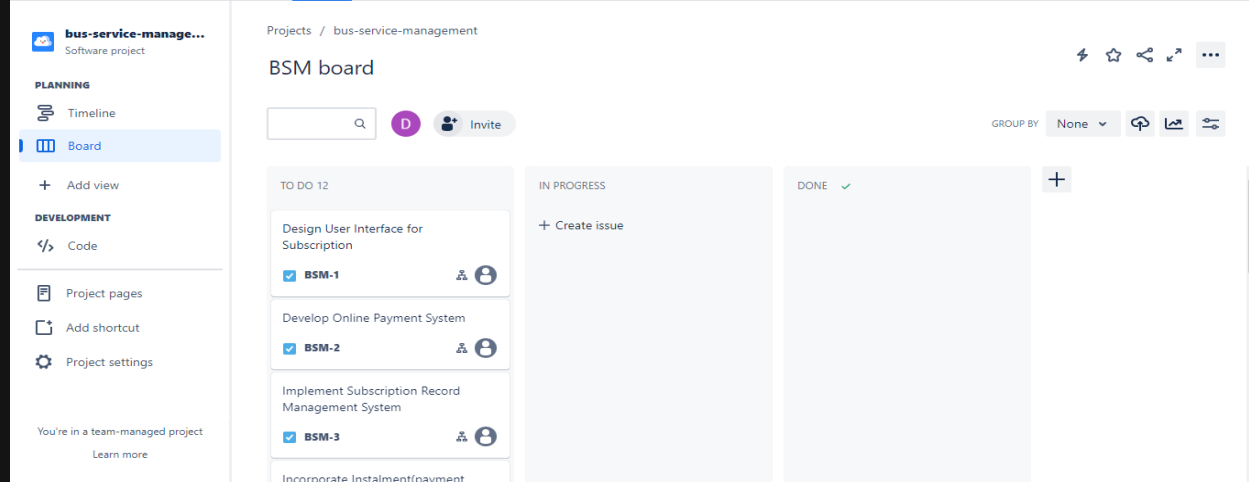 bus-service-manage...
Software project
PLANNING
Timeline
Board
Add view
DEVELOPMENT
Code
Project pages
Add shortcut
Project settings
You're in a team-managed project
Learn more
Projects / bus-service-management
BSM board
D
Invite
GROUP BY
None
TO DO 12
Design User Interface for
Subscription
BSM-1
Develop Online Payment System
BSM-2
Implement Subscription Record
Management System
BSM-3
Incorporate Instalment(payment
IN PROGRESS
+ Create issue
DONE